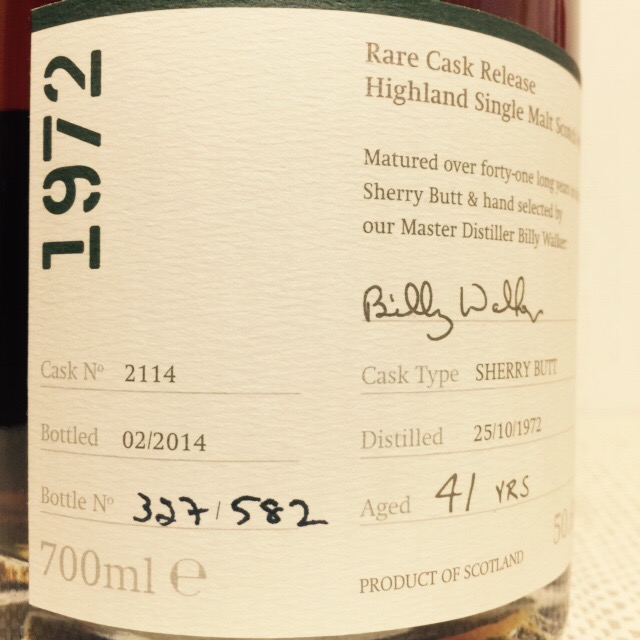 1972
Rare Cask Release
Highland Single Malt
Matured over forty-one long years
Sherry Butt & hand selected by
our Master Distiller Billy Walker
Billy Walker
Cask Nº 2114
Cask Type SHERRY BUTT
Bottled 02/2014
Distilled 25/10/1972
Bottle Nº 327/582
Aged 41 YRS
700ml e
PRODUCT OF SCOTLAND